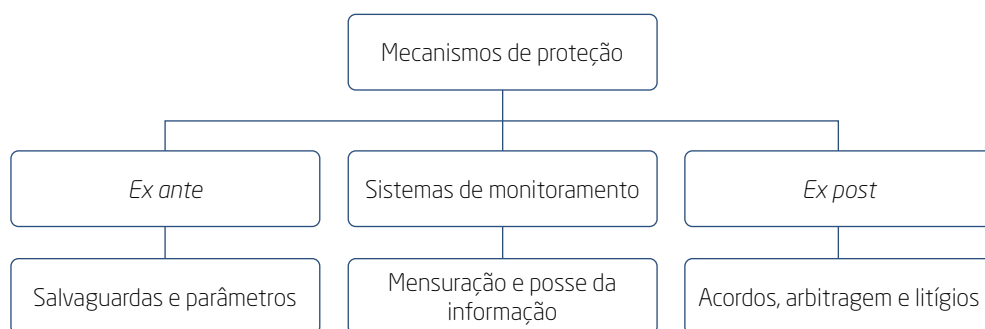 Mecanismos de proteção
Ex ante
Sistemas de monitoramento
Ex post
Salvaguardas e parâmetros
Mensuração e posse da
informação
Acordos, arbitragem e litígios